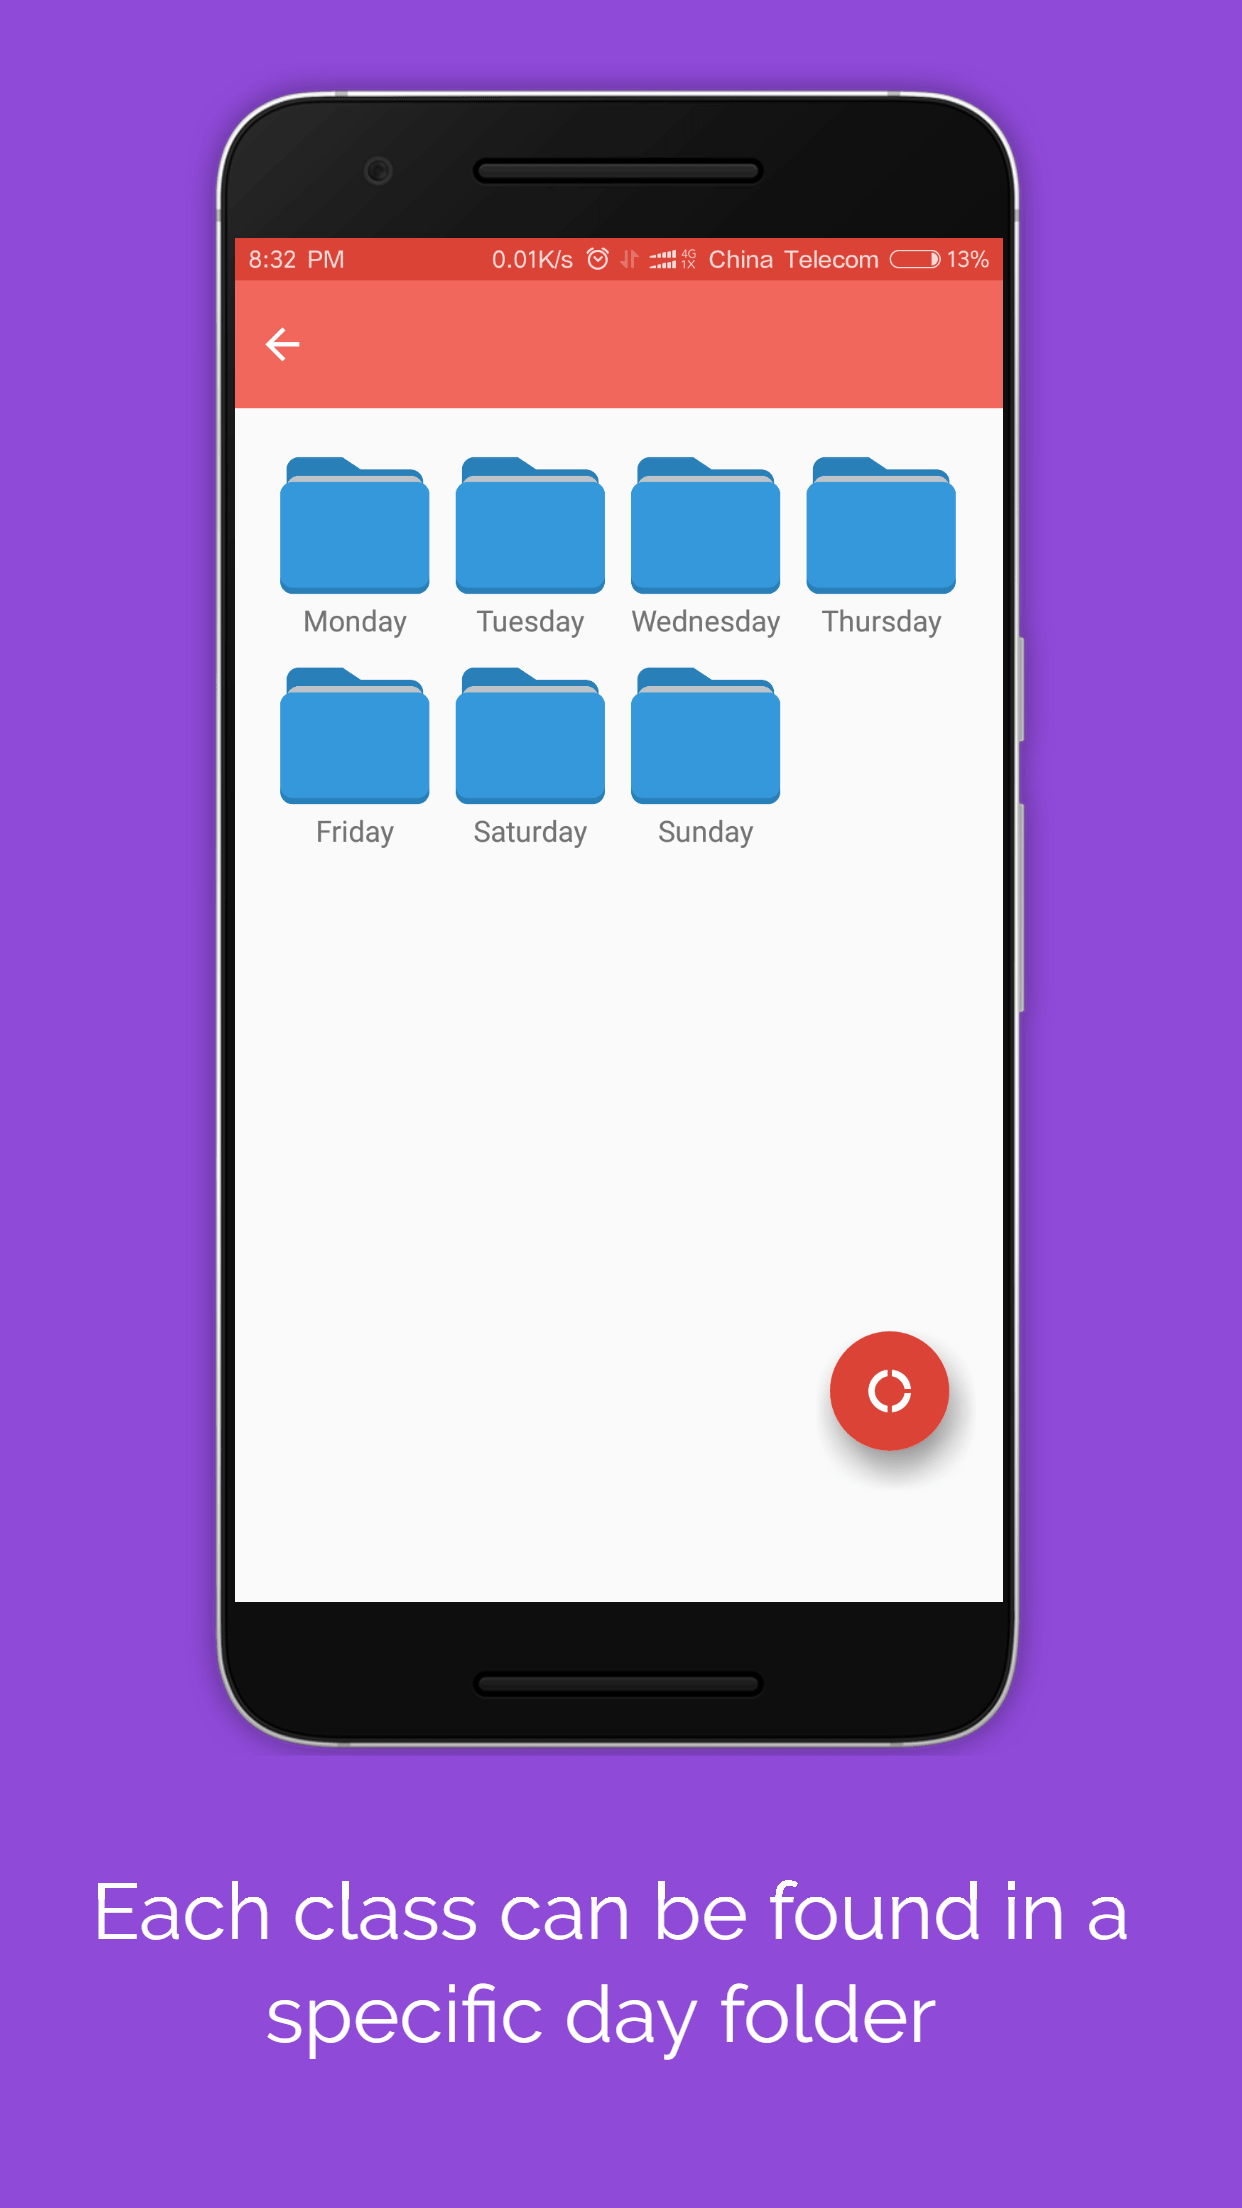 8:32 PM 0.01K/s 4G 1X China Telecom 13%
Monday Tuesday Wednesday Thursday
Friday Saturday Sunday
Each class can be found in a
specific day folder